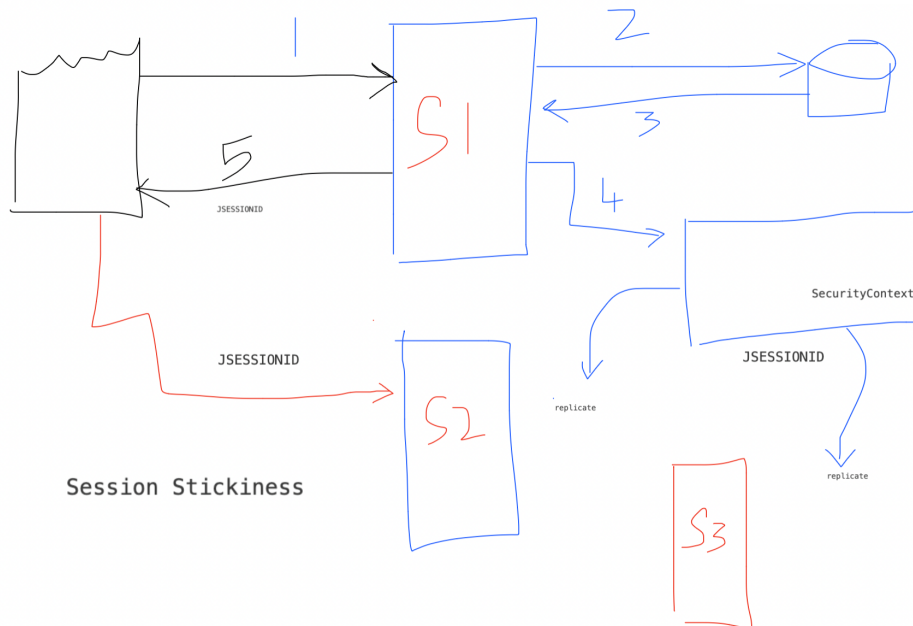 1
2
S1
3
5
4
JSESSIONID
SecurityContext
JSESSIONID
JSESSIONID
replicate
S2
replicate
Session Stickiness
S3